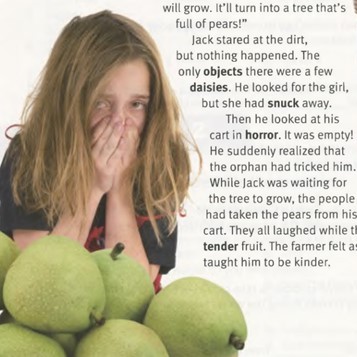 will grow. It'll turn into a tree that's
full of pears!"
Jack stared at the dirt,
but nothing happened. The
only objects there were a few
daisies. He looked for the girl,
but she had snuck away.
Then he looked at his
cart in horror. It was empty!
He suddenly realized that
the orphan had tricked him.
While Jack was waiting for
the tree to grow, the people
had taken the pears from his
cart. They all laughed while
tender fruit. The farmer felt
taught him to be kinder.